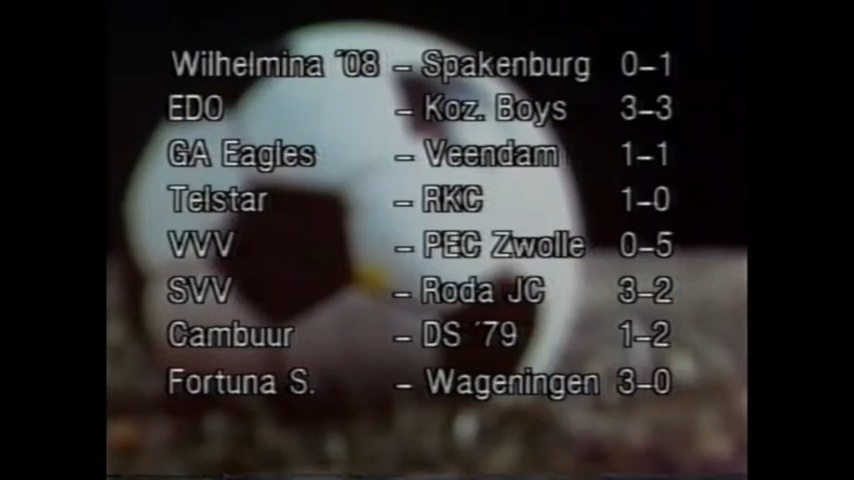 Wilhelmina '08 - Spakenburg 0-1
EDO - Koz. Boys 3-3
GA Eagles - Veendam 1-1
Telstar - RKC 1-0
VVV - PEC Zwolle 0-5
SVV - Roda JC 3-2
Cambuur - DS '79 1-2
Fortuna S. - Wageningen 3-0